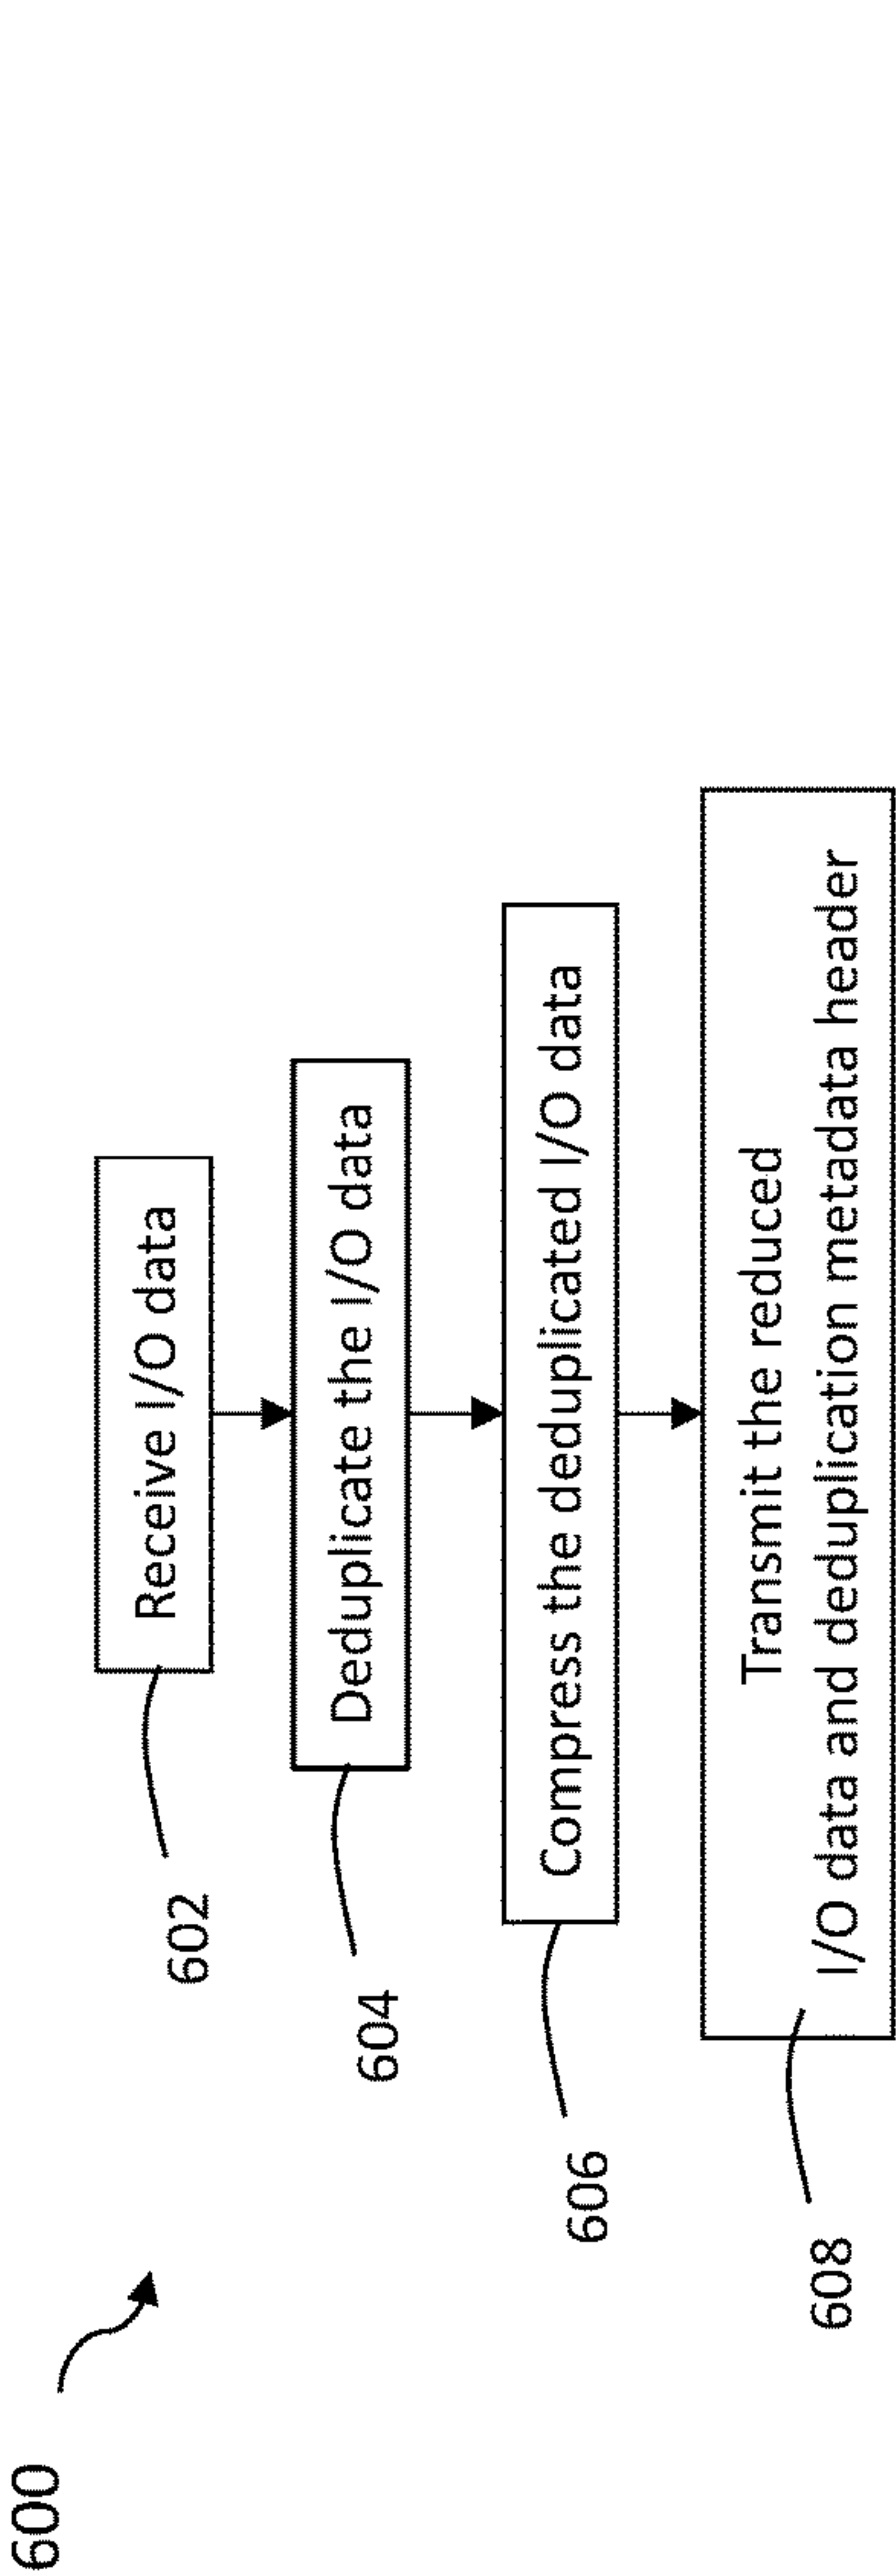 600
602
Receive I/O data
604
Deduplicate the I/O data
606
Compress the deduplicated I/O data
608
Transmit the reduced
I/O data and deduplication metadada header